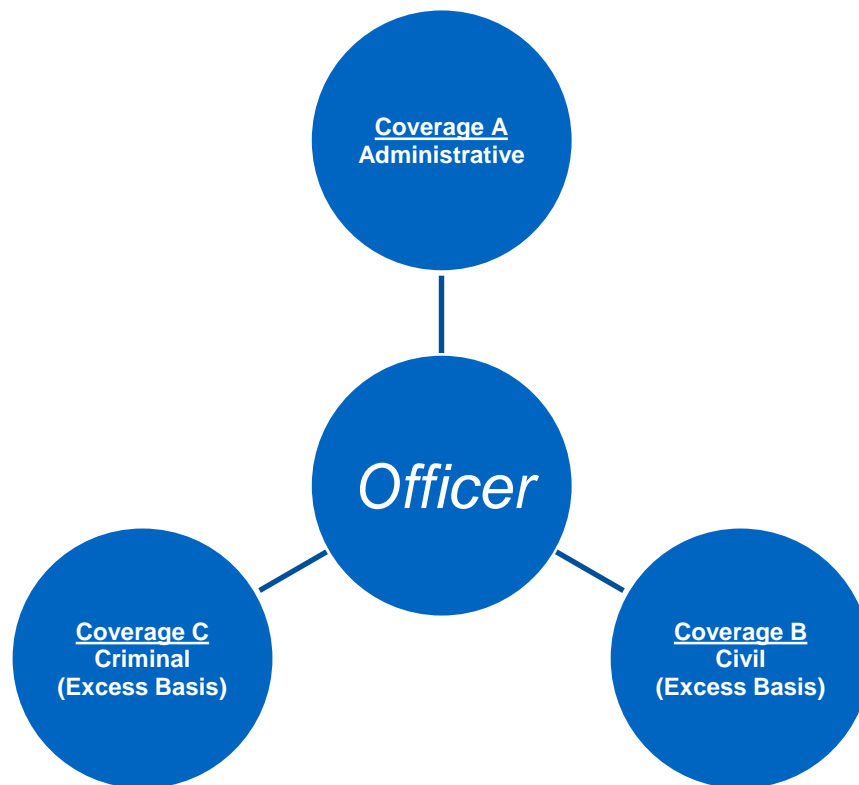 Coverage A
Administrative
Officer
Coverage C
Criminal
(Excess Basis)
Coverage B
Civil
(Excess Basis)